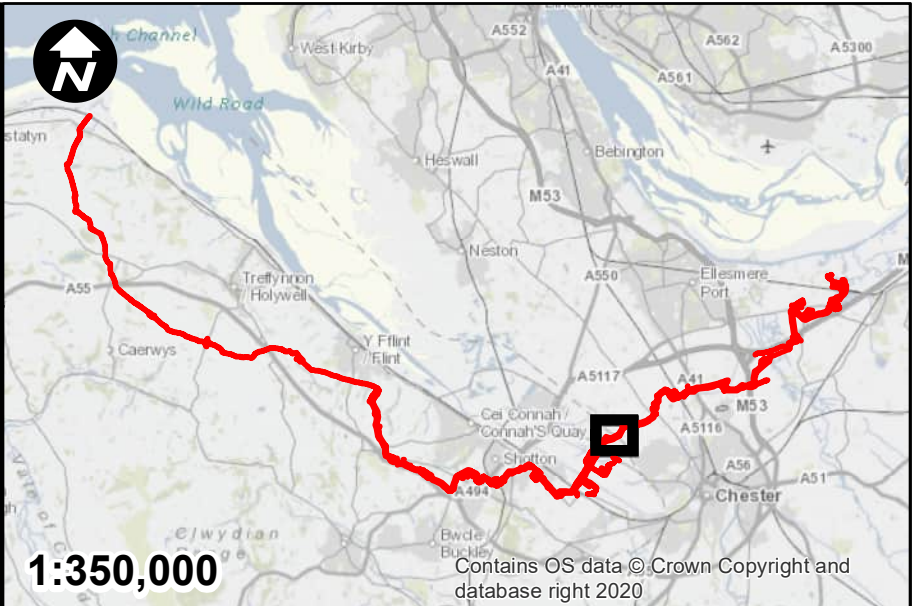 A552
A562
A5300
Channel
West Kirby
A41
A561
N
Wild Road
statyn
Heswall
Bebington
M53
Neston
A550
Ellesmere
Port
Treffynnon
/Holywell
A55
Y Fflint
/Flint
Caerwys
A5117
A41
M53
Cei Connah /
Connah'S Quay
A5116
Shotton
A56
A51
A494
Chester
Clwydian
Range
Bwcle
Buckley
1:350,000
Contains OS data © Crown Copyright and
database right 2020